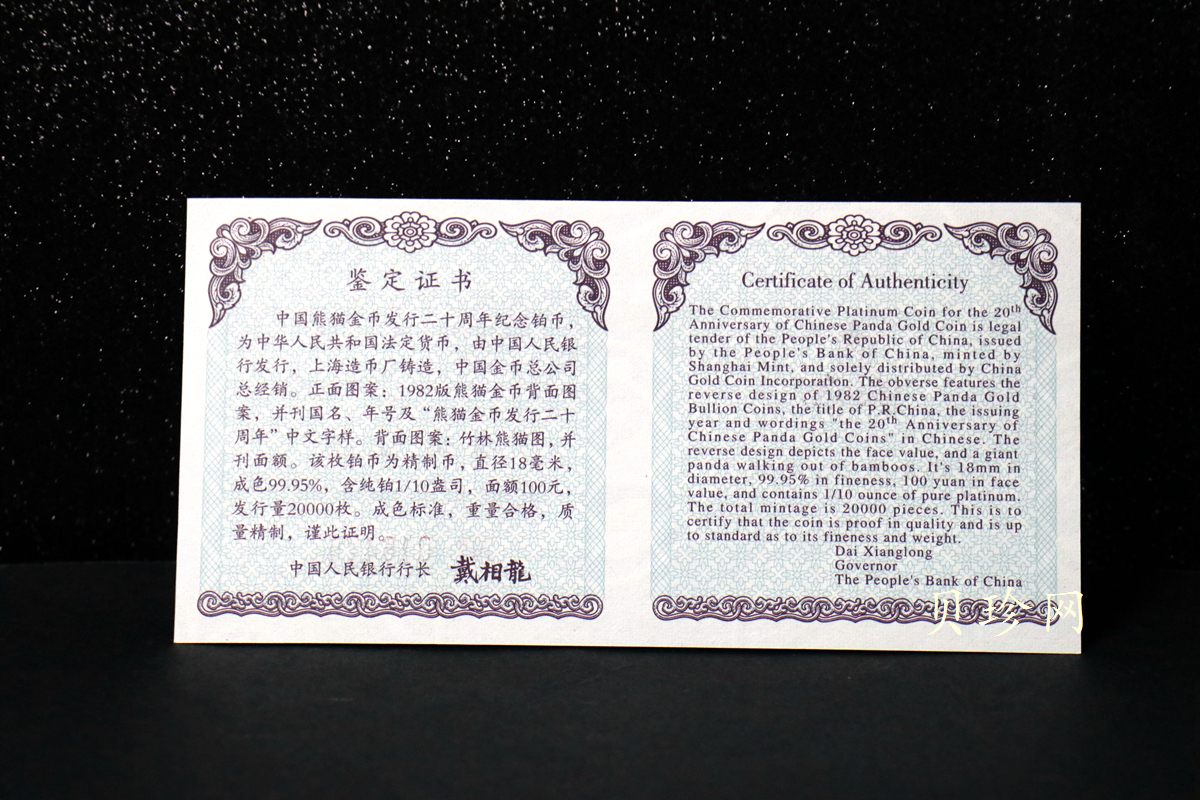 鉴定证书
中国熊猫金币发行二十周年纪念铂币，
为中华人民共和国法定货币，由中国人民银
行发行，上海造币厂铸造，中国金币总公司
总经销。正面图案：1982版熊猫金币背面图
案，并刊国名、年号及“熊猫金币发行二十
周年”中文字样。背面图案：竹林熊猫图，并
刊面额。该枚铂币为精制币，直径18毫米，
成色99.95%，含纯铂1/10盎司，面额100元，
发行量20000枚。成色标准，重量合格，质
量精制，谨此证明。
中国人民银行行长 戴相龍
Certificate of Authenticity
The Commemorative Platinum Coin for the 20th
Anniversary of Chinese Panda Gold Coin is legal
tender of the People's Republic of China, issued
by the People's Bank of China, minted by
Shanghai Mint, and solely distributed by China
Gold Coin Incorporation. The obverse features the
reverse design of 1982 Chinese Panda Gold
Bullion Coins, the title of P.R.China, the issuing
year and wordings "the 20th Anniversary of
Chinese Panda Gold Coins" in Chinese. The
reverse design depicts the face value, and a giant
panda walking out of bamboos. It's 18mm in
diameter, 99.95% in fineness, 100 yuan in face
value, and contains 1/10 ounce of pure platinum.
The total mintage is 20000 pieces. This is to
certify that the coin is proof in quality and is up
to standard as to its fineness and weight.
Dai Xianglong
Governor
The People's Bank of China
贝珍网